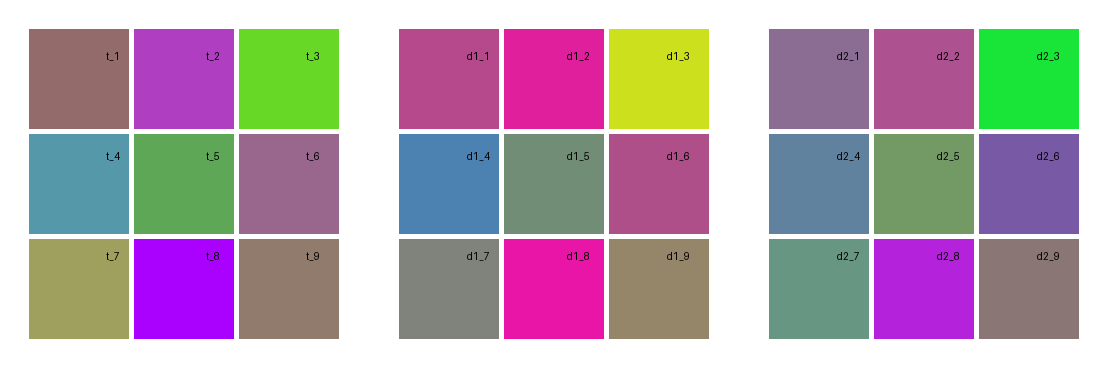 t_1 t_2 t_3 d1_1 d1_2 d1_3 d2_1 d2_2 d2_3
t_4 t_5 t_6 d1_4 d1_5 d1_6 d2_4 d2_5 d2_6
t_7 t_8 t_9 d1_7 d1_8 d1_9 d2_7 d2_8 d2_9